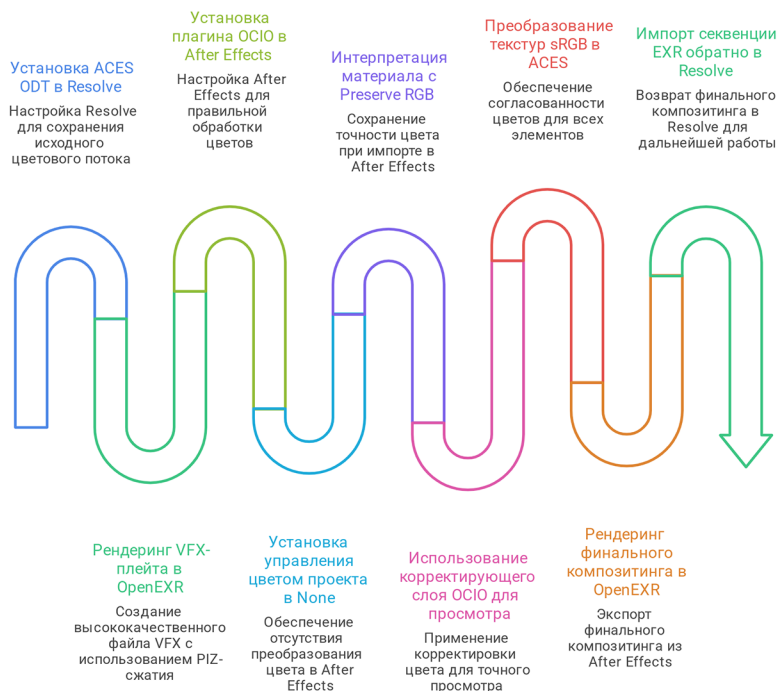 Установка ACES
ODT в Resolve
Настройка Resolve
для сохранения
исходного
цветового потока
Установка
плагина OCIO в
After Effects
Настройка After
Effects для
правильной
обработки
цветов
Интерпретация
материала с
Preserve RGB
Сохранение
точности цвета
при импорте в
After Effects
Преобразование
текстур sRGB в
ACES
Обеспечение
согласованности
цветов для всех
элементов
Импорт секвенции
EXR обратно в
Resolve
Возврат финального
композитинга в
Resolve для
дальнейшей работы
Рендеринг VFX-
плейта в
OpenEXR
Создание
высококачественного
файла VFX с
использованием PIZ-
сжатия
Установка
управления
цветом проекта
в None
Обеспечение
отсутствия
преобразования
цвета в After
Effects
Использование
корректирующего
слоя OCIO для
просмотра
Применение
корректировки
цвета для точного
просмотра
Рендеринг
финального
композитинга в
OpenEXR
Экспорт
финального
композитинга из
After Effects